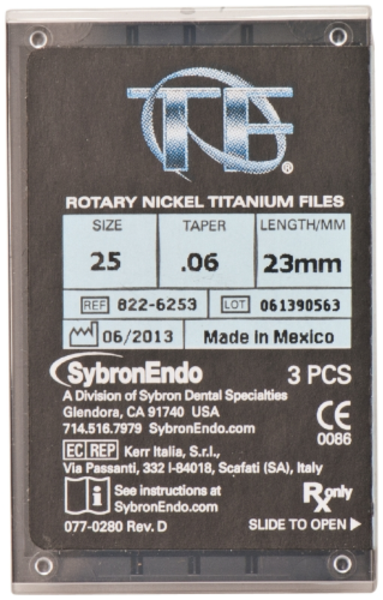 TF®
ROTARY NICKEL TITANIUM FILES
SIZE TAPER LENGTH/MM
25 .06 23mm
REF 822-6253 LOT 061390563
06/2013 Made in Mexico
SybronEndo 3 PCS
A Division of Sybron Dental Specialties
Glendora, CA 91740 USA
714.516.7979 SybronEndo.com
CE
0086
EC REP Kerr Italia, S.r.l.,
Via Passanti, 332 I-84018, Scafati (SA), Italy
i See instructions at
SybronEndo.com
Rx only
077-0280 Rev. D SLIDE TO OPEN ▶